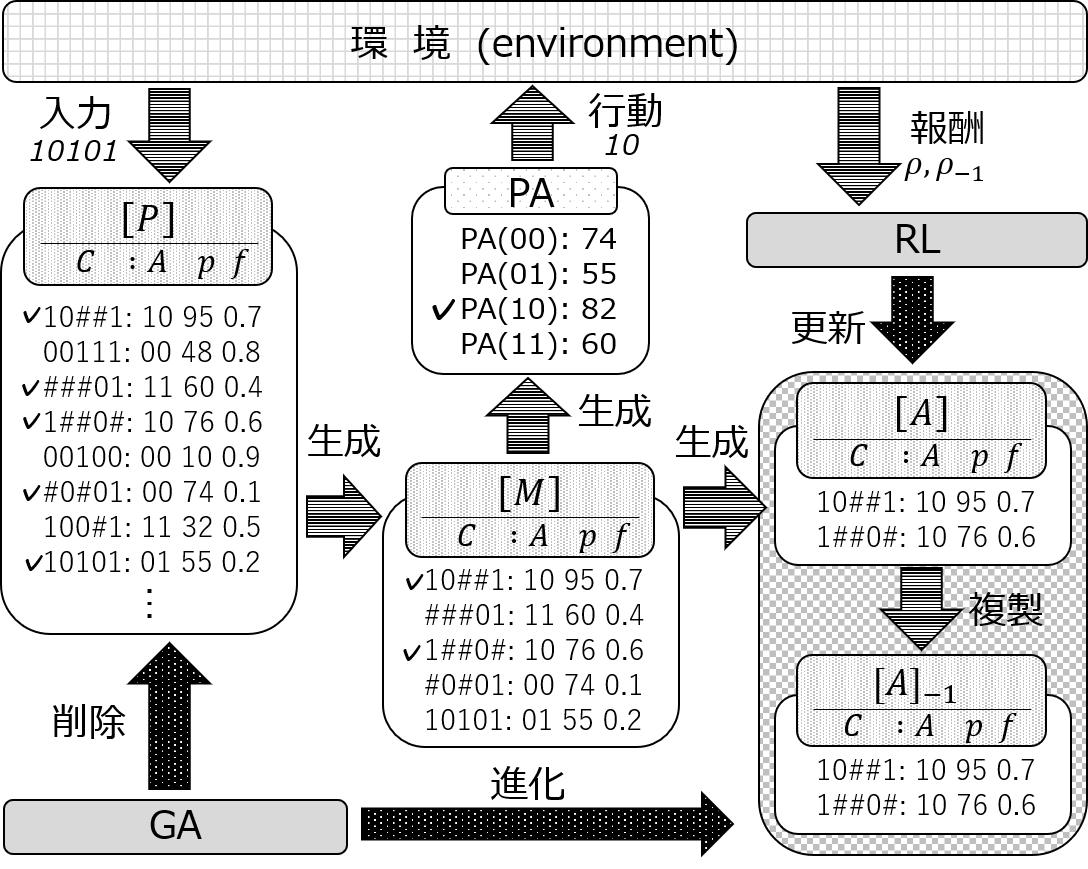 環 境 (environment)
入力
10101
[P]
C : A p f
✓10##1: 10 95 0.7
00111: 00 48 0.8
✓###01: 11 60 0.4
✓1##0#: 10 76 0.6
00100: 00 10 0.9
✓#0#01: 00 74 0.1
100#1: 11 32 0.5
✓10101: 01 55 0.2
⋮
削除
GA
生成
行動
10
PA
PA(00): 74
PA(01): 55
✓PA(10): 82
PA(11): 60
生成
[M]
C : A p f
✓10##1: 10 95 0.7
###01: 11 60 0.4
✓1##0#: 10 76 0.6
#0#01: 00 74 0.1
10101: 01 55 0.2
進化
生成
報酬
ρ, ρ₋₁
RL
更新
[A]
C : A p f
10##1: 10 95 0.7
1##0#: 10 76 0.6
複製
[A]₋₁
C : A p f
10##1: 10 95 0.7
1##0#: 10 76 0.6